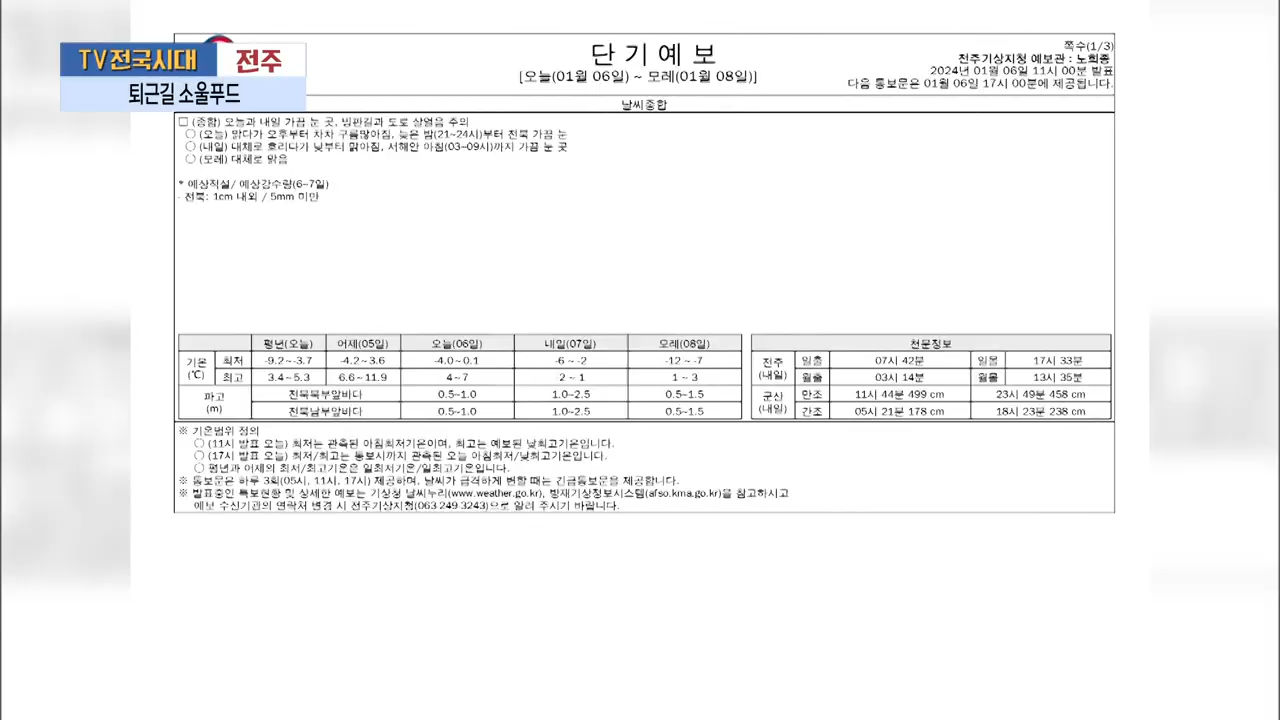 TV전국시대 전주
퇴근길 소울푸드
단 기 예 보
[오늘(01월 06일) ~ 모레(01월 08일)]
쪽수(1/3)
전주기상지청 예보관 : 노희종
2024년 01월 06일 11시 00분 발표
다음 통보문은 01월 06일 17시 00분에 제공됩니다.
날씨종합
□ (종합) 오늘과 내일 가끔 눈 곳, 빙판길과 도로 살얼음 주의
○ (오늘) 맑다가 오후부터 차차 구름많아짐, 늦은 밤(21~24시)부터 전북 가끔 눈
○ (내일) 대체로 흐리다가 낮부터 맑아짐, 서해안 아침(03~09시)까지 가끔 눈 곳
○ (모레) 대체로 맑음
* 예상적설/ 예상강수량(6~7일)
- 전북: 1cm 내외 / 5mm 미만
평년(오늘) 어제(05일) 오늘(06일) 내일(07일) 모레(08일)
기온(℃) 최저 -9.2~-3.7 -4.2~3.6 -4.0~0.1 -6 ~ -2 -12 ~ -7
최고 3.4~5.3 6.6~11.9 4~7 2 ~ 1 1 ~ 3
파고(m) 전북북부앞바다 0.5~1.0 1.0~2.5 0.5~1.5
전북남부앞바다 0.5~1.0 1.0~2.5 0.5~1.5
천문정보
전주(내일) 일출 07시 42분 일몰 17시 33분
월출 03시 14분 월몰 13시 35분
군산(내일) 만조 11시 44분 499 cm 23시 49분 458 cm
간조 05시 21분 178 cm 18시 23분 238 cm
※ 기온범위 정의
○ (11시 발표 오늘) 최저는 관측된 아침최저기온이며, 최고는 예보된 낮최고기온입니다.
○ (17시 발표 오늘) 최저/최고는 통보시까지 관측된 오늘 아침최저/낮최고기온입니다.
○ 평년과 어제의 최저/최고기온은 일최저기온/일최고기온입니다.
※ 통보문은 하루 3회(05시, 11시, 17시) 제공하며, 날씨가 급격하게 변할 때는 긴급통보문을 제공합니다.
※ 발표중인 특보현황 및 상세한 예보는 기상청 날씨누리(www.weather.go.kr), 방재기상정보시스템(afso.kma.go.kr)을 참고하시고
예보 수신기관의 연락처 변경 시 전주기상지청(063 249 3243)으로 알려 주시기 바랍니다.